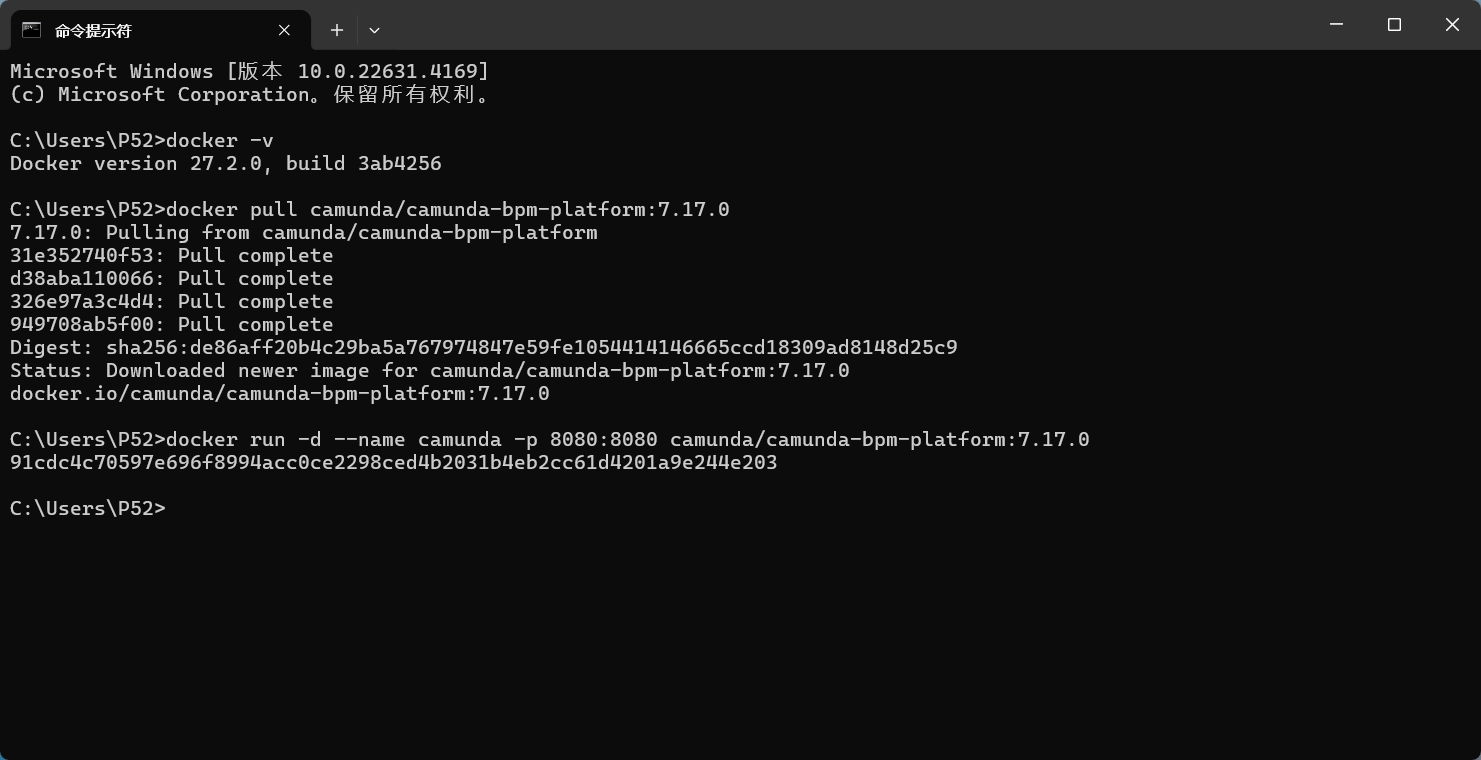 命令提示符
Microsoft Windows [版本 10.0.22631.4169]
(c) Microsoft Corporation。保留所有权利。
C:\Users\P52>docker -v
Docker version 27.2.0, build 3ab4256
C:\Users\P52>docker pull camunda/camunda-bpm-platform:7.17.0
7.17.0: Pulling from camunda/camunda-bpm-platform
31e352740f53: Pull complete
d38aba110066: Pull complete
326e97a3c4d4: Pull complete
949708ab5f00: Pull complete
Digest: sha256:de86aff20b4c29ba5a767974847e59fe1054414146665ccd18309ad8148d25c9
Status: Downloaded newer image for camunda/camunda-bpm-platform:7.17.0
docker.io/camunda/camunda-bpm-platform:7.17.0
C:\Users\P52>docker run -d --name camunda -p 8080:8080 camunda/camunda-bpm-platform:7.17.0
91cdc4c70597e696f8994acc0ce2298ced4b2031b4eb2cc61d4201a9e244e203
C:\Users\P52>